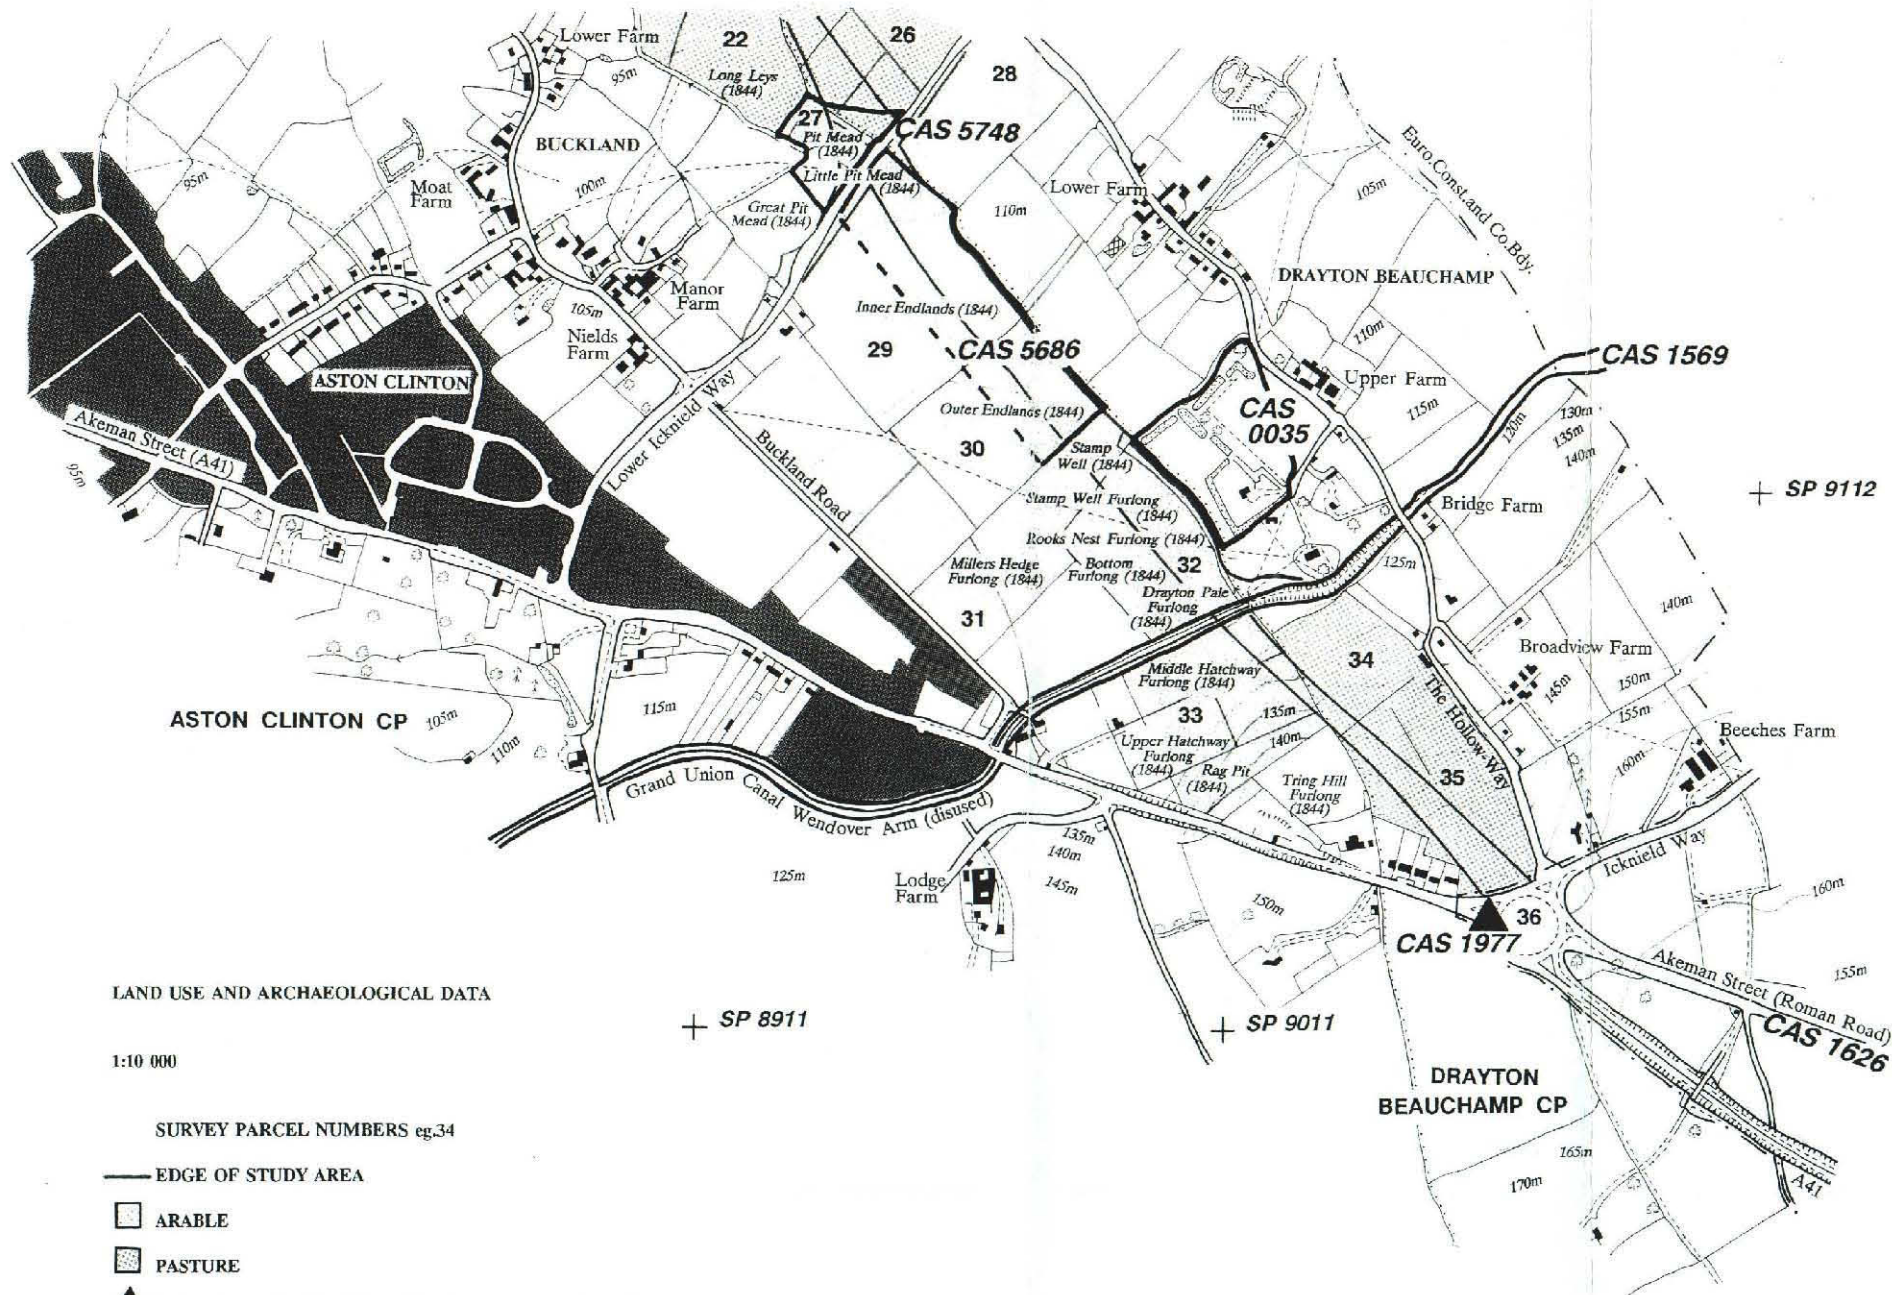 Lower Farm
22
26
95m
Long Leys
(1844)
28
27
Pit Mead
(1844)
CAS 5748
BUCKLAND
Little Pit Mead
(1844)
95m
Moat
Farm
100m
Great Pit
Mead (1844)
Lower Farm
110m
105m
Euro.Const.and Co.Bdy.
DRAYTON BEAUCHAMP
Manor
Farm
105m
Nields
Farm
Inner Endlands (1844)
29
CAS 5686
110m
CAS 1569
ASTON CLINTON
Upper Farm
115m
CAS
0035
Outer Endlands (1844)
30
120m
130m
135m
140m
Akeman Street (A41)
95m
Lower Icknield Way
Buckland Road
Stamp
Well (1844)
Stamp Well Furlong
(1844)
Bridge Farm
SP 9112
Rooks Nest Furlong (1844)
Millers Hedge
Furlong (1844)
Bottom
Furlong (1844)
32
125m
Drayton Pale
Furlong
(1844)
31
140m
34
Broadview Farm
Middle Hatchway
Furlong (1844)
The Hollow-Way
145m
150m
155m
ASTON CLINTON CP
105m
110m
115m
33
135m
140m
Upper Hatchway
Furlong
(1844)
Rag Pit
(1844)
Tring Hill
Furlong
(1844)
35
160m
Beeches Farm
Grand Union Canal Wendover Arm (disused)
135m
140m
145m
125m
Lodge
Farm
Icknield Way
160m
150m
36
CAS 1977
Akeman Street (Roman Road)
155m
CAS 1626
LAND USE AND ARCHAEOLOGICAL DATA
SP 8911
SP 9011
1:10 000
DRAYTON
BEAUCHAMP CP
SURVEY PARCEL NUMBERS eg.34
165m
170m
A41
EDGE OF STUDY AREA
ARABLE
PASTURE